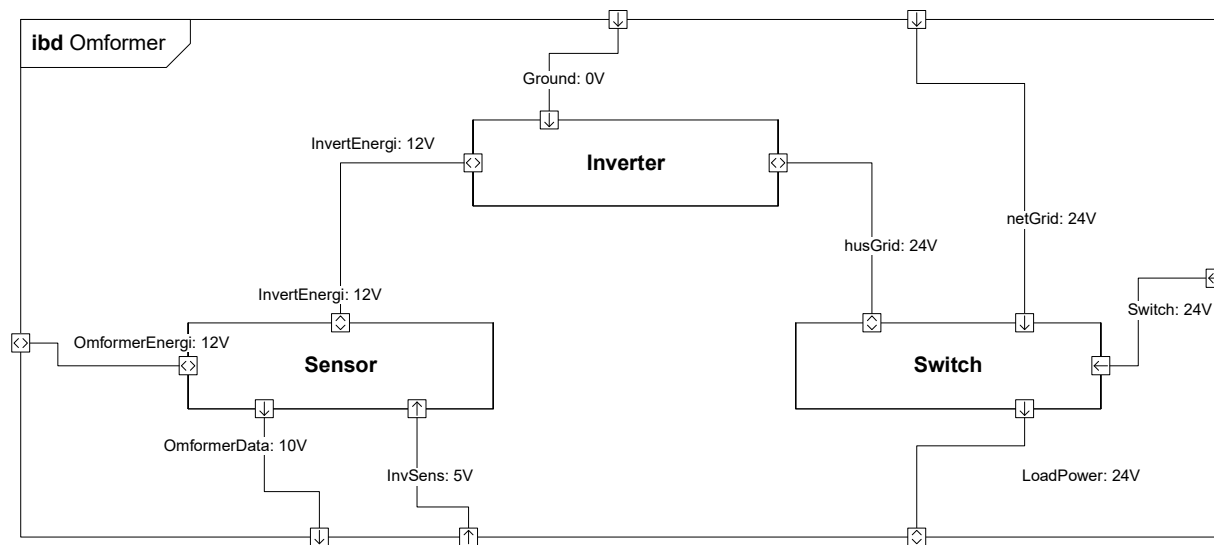 ibd Omformer
Ground: 0V
InvertEnergi: 12V
Inverter
netGrid: 24V
husGrid: 24V
InvertEnergi: 12V
Switch: 24V
OmformerEnergi: 12V
Sensor
Switch
OmformerData: 10V
InvSens: 5V
LoadPower: 24V